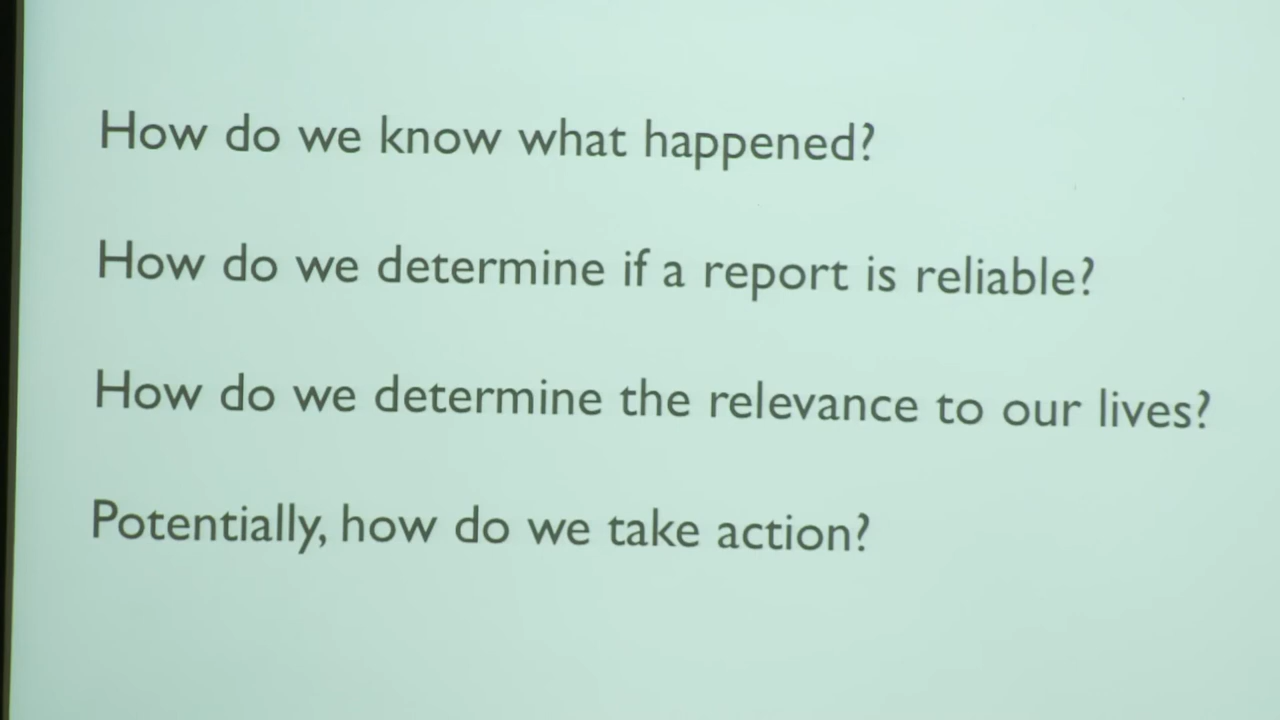 How do we know what happened?
How do we determine if a report is reliable?
How do we determine the relevance to our lives?
Potentially, how do we take action?